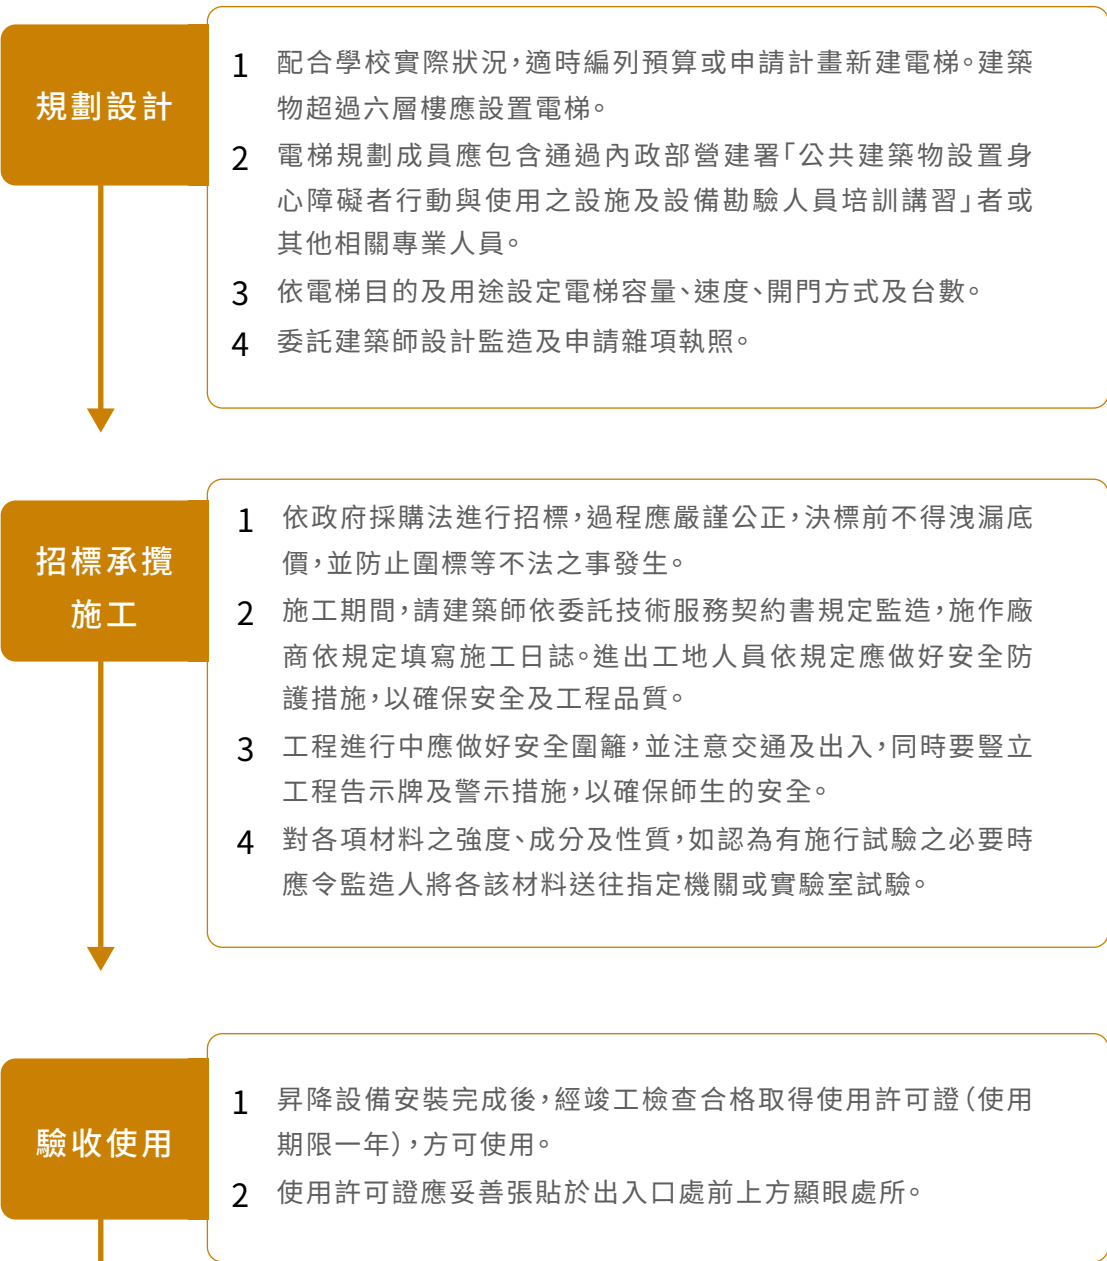 規劃設計
1 配合學校實際狀況，適時編列預算或申請計畫新建電梯。建築
物超過六層樓應設置電梯。
2 電梯規劃成員應包含通過內政部營建署「公共建築物設置身
心障礙者行動與使用之設施及設備勘驗人員培訓講習」者或
其他相關專業人員。
3 依電梯目的及用途設定電梯容量、速度、開門方式及台數。
4 委託建築師設計監造及申請雜項執照。
招標承攬
施工
1 依政府採購法進行招標，過程應嚴謹公正，決標前不得洩漏底
價，並防止圍標等不法之事發生。
2 施工期間，請建築師依委託技術服務契約書規定監造，施作廠
商依規定填寫施工日誌。進出工地人員依規定應做好安全防
護措施，以確保安全及工程品質。
3 工程進行中應做好安全圍籬，並注意交通及出入，同時要豎立
工程告示牌及警示措施，以確保師生的安全。
4 對各項材料之強度、成分及性質，如認為有施行試驗之必要時
應令監造人將各該材料送往指定機關或實驗室試驗。
驗收使用
1 昇降設備安裝完成後，經竣工檢查合格取得使用許可證（使用
期限一年），方可使用。
2 使用許可證應妥善張貼於出入口處前上方顯眼處所。